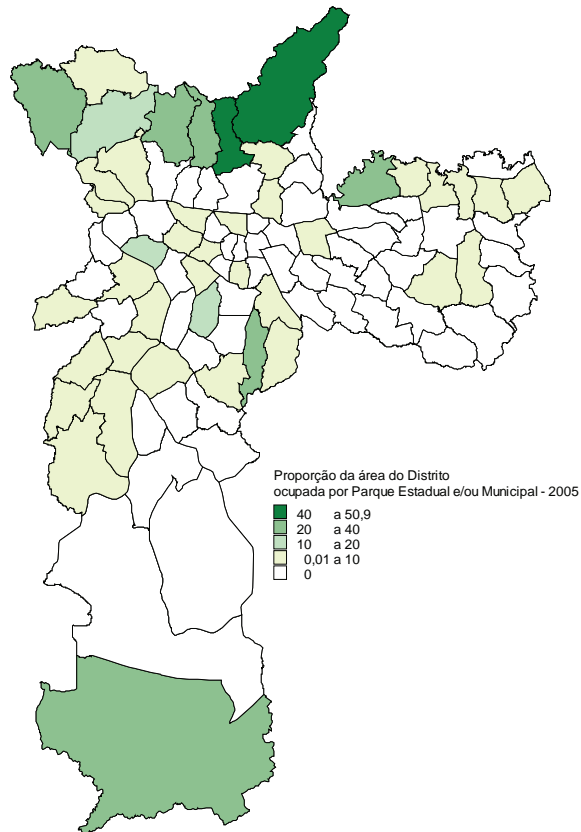 Proporção da área do Distrito
ocupada por Parque Estadual e/ou Municipal - 2005
40 a 50,9
20 a 40
10 a 20
0,01 a 10
0